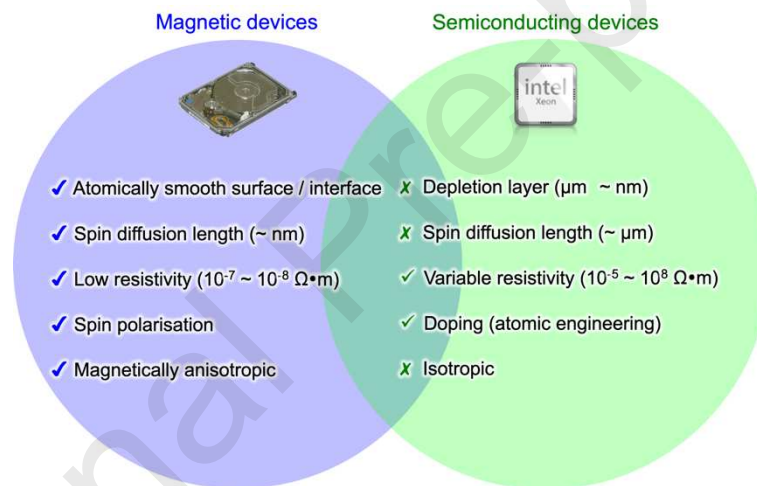 Magnetic devices
Semiconducting devices
intel
Xeon
✓ Atomically smooth surface / interface
✗ Depletion layer (μm ~ nm)
✓ Spin diffusion length (~ nm)
✗ Spin diffusion length (~ μm)
✓ Low resistivity (10⁻⁷ ~ 10⁻⁸ Ω•m)
✓ Variable resistivity (10⁻⁵ ~ 10⁸ Ω•m)
✓ Spin polarisation
✓ Doping (atomic engineering)
✓ Magnetically anisotropic
✗ Isotropic